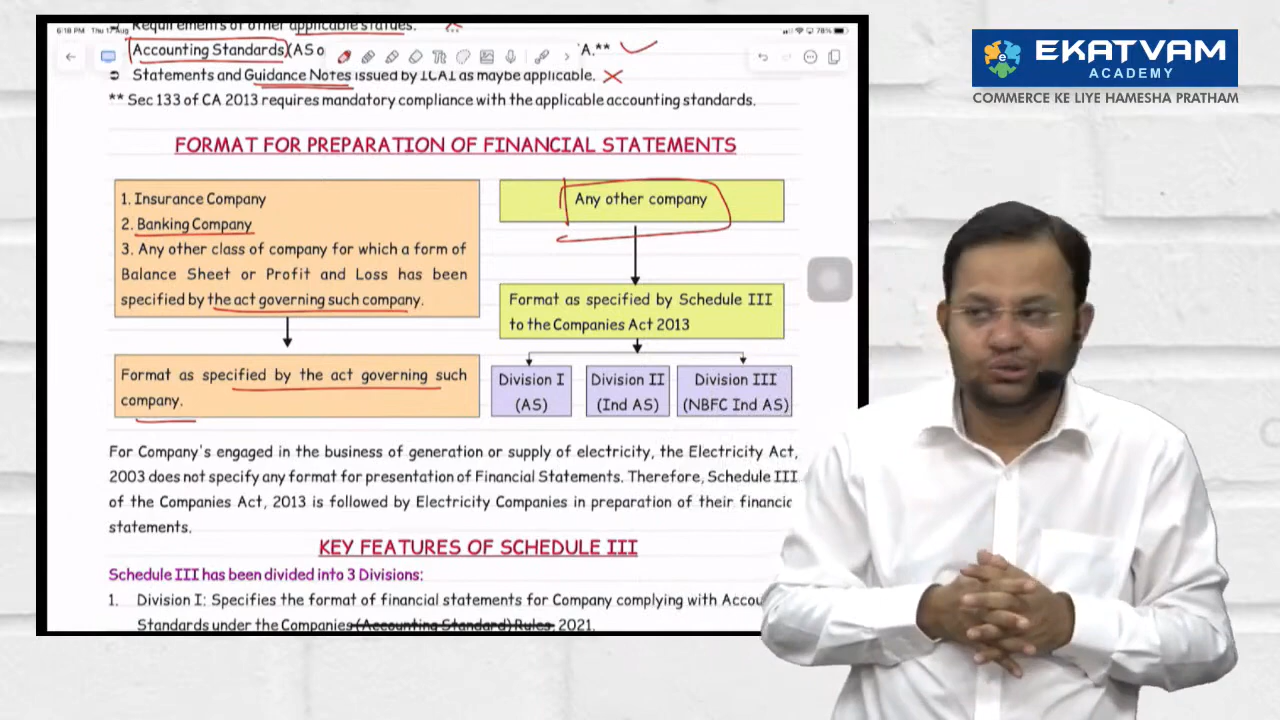 Requirements of other applicable statues.
6:18 PM Thu 17 Aug
78%
Accounting Standards (AS o
A.**
Statements and Guidance Notes issued by ICAI as maybe applicable.
** Sec 133 of CA 2013 requires mandatory compliance with the applicable accounting standards.
FORMAT FOR PREPARATION OF FINANCIAL STATEMENTS
1. Insurance Company
2. Banking Company
3. Any other class of company for which a form of
Balance Sheet or Profit and Loss has been
specified by the act governing such company.
Format as specified by the act governing such
company.
Any other company
Format as specified by Schedule III
to the Companies Act 2013
Division I
(AS)
Division II
(Ind AS)
Division III
(NBFC Ind AS)
For Company's engaged in the business of generation or supply of electricity, the Electricity Act,
2003 does not specify any format for presentation of Financial Statements. Therefore, Schedule III
of the Companies Act, 2013 is followed by Electricity Companies in preparation of their financic
statements.
KEY FEATURES OF SCHEDULE III
Schedule III has been divided into 3 Divisions:
1. Division I: Specifies the format of financial statements for Company complying with Accou
Standards under the Companies (Accounting Standard) Rules, 2021.
EKATVAM
ACADEMY
COMMERCE KE LIYE HAMESHA PRATHAM